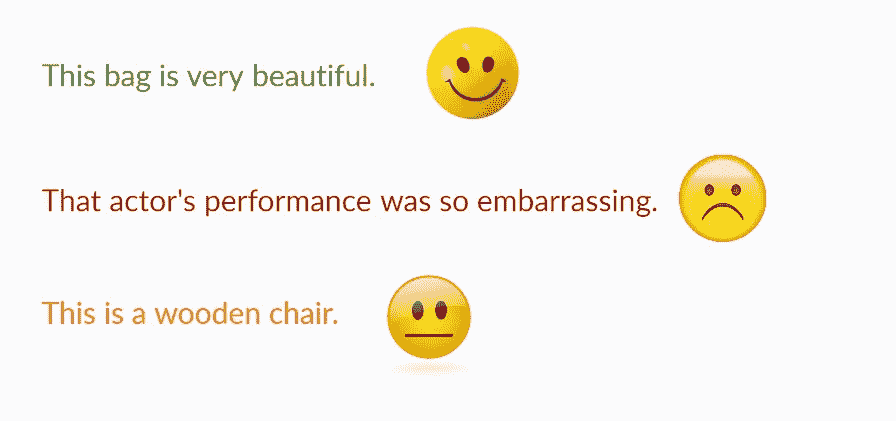 This bag is very beautiful.
That actor's performance was so embarrassing.
This is a wooden chair.